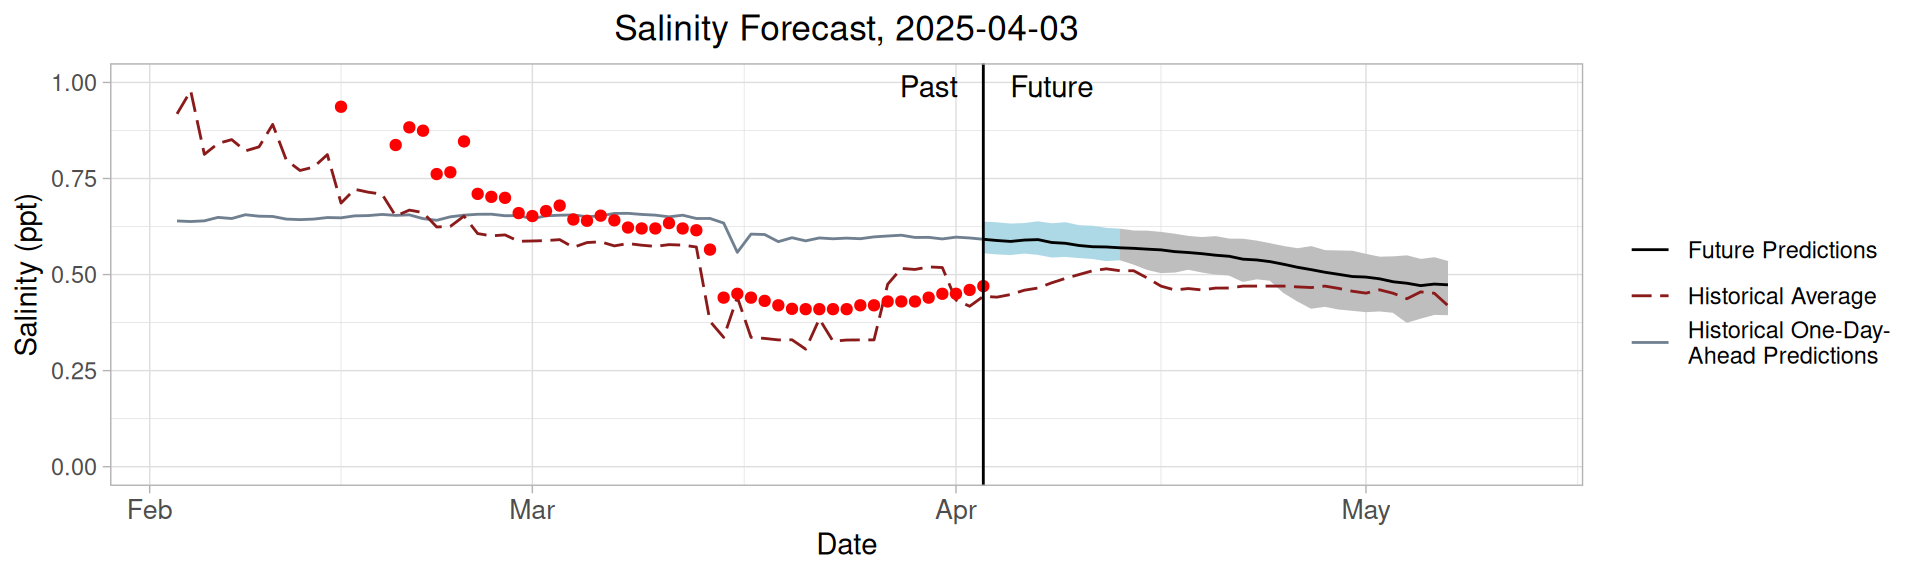 Salinity Forecast, 2025-04-03
Past
Future
1.00
0.75
0.50
0.25
0.00
Salinity (ppt)
Feb
Mar
Apr
May
Date
Future Predictions
Historical Average
Historical One-Day-
Ahead Predictions